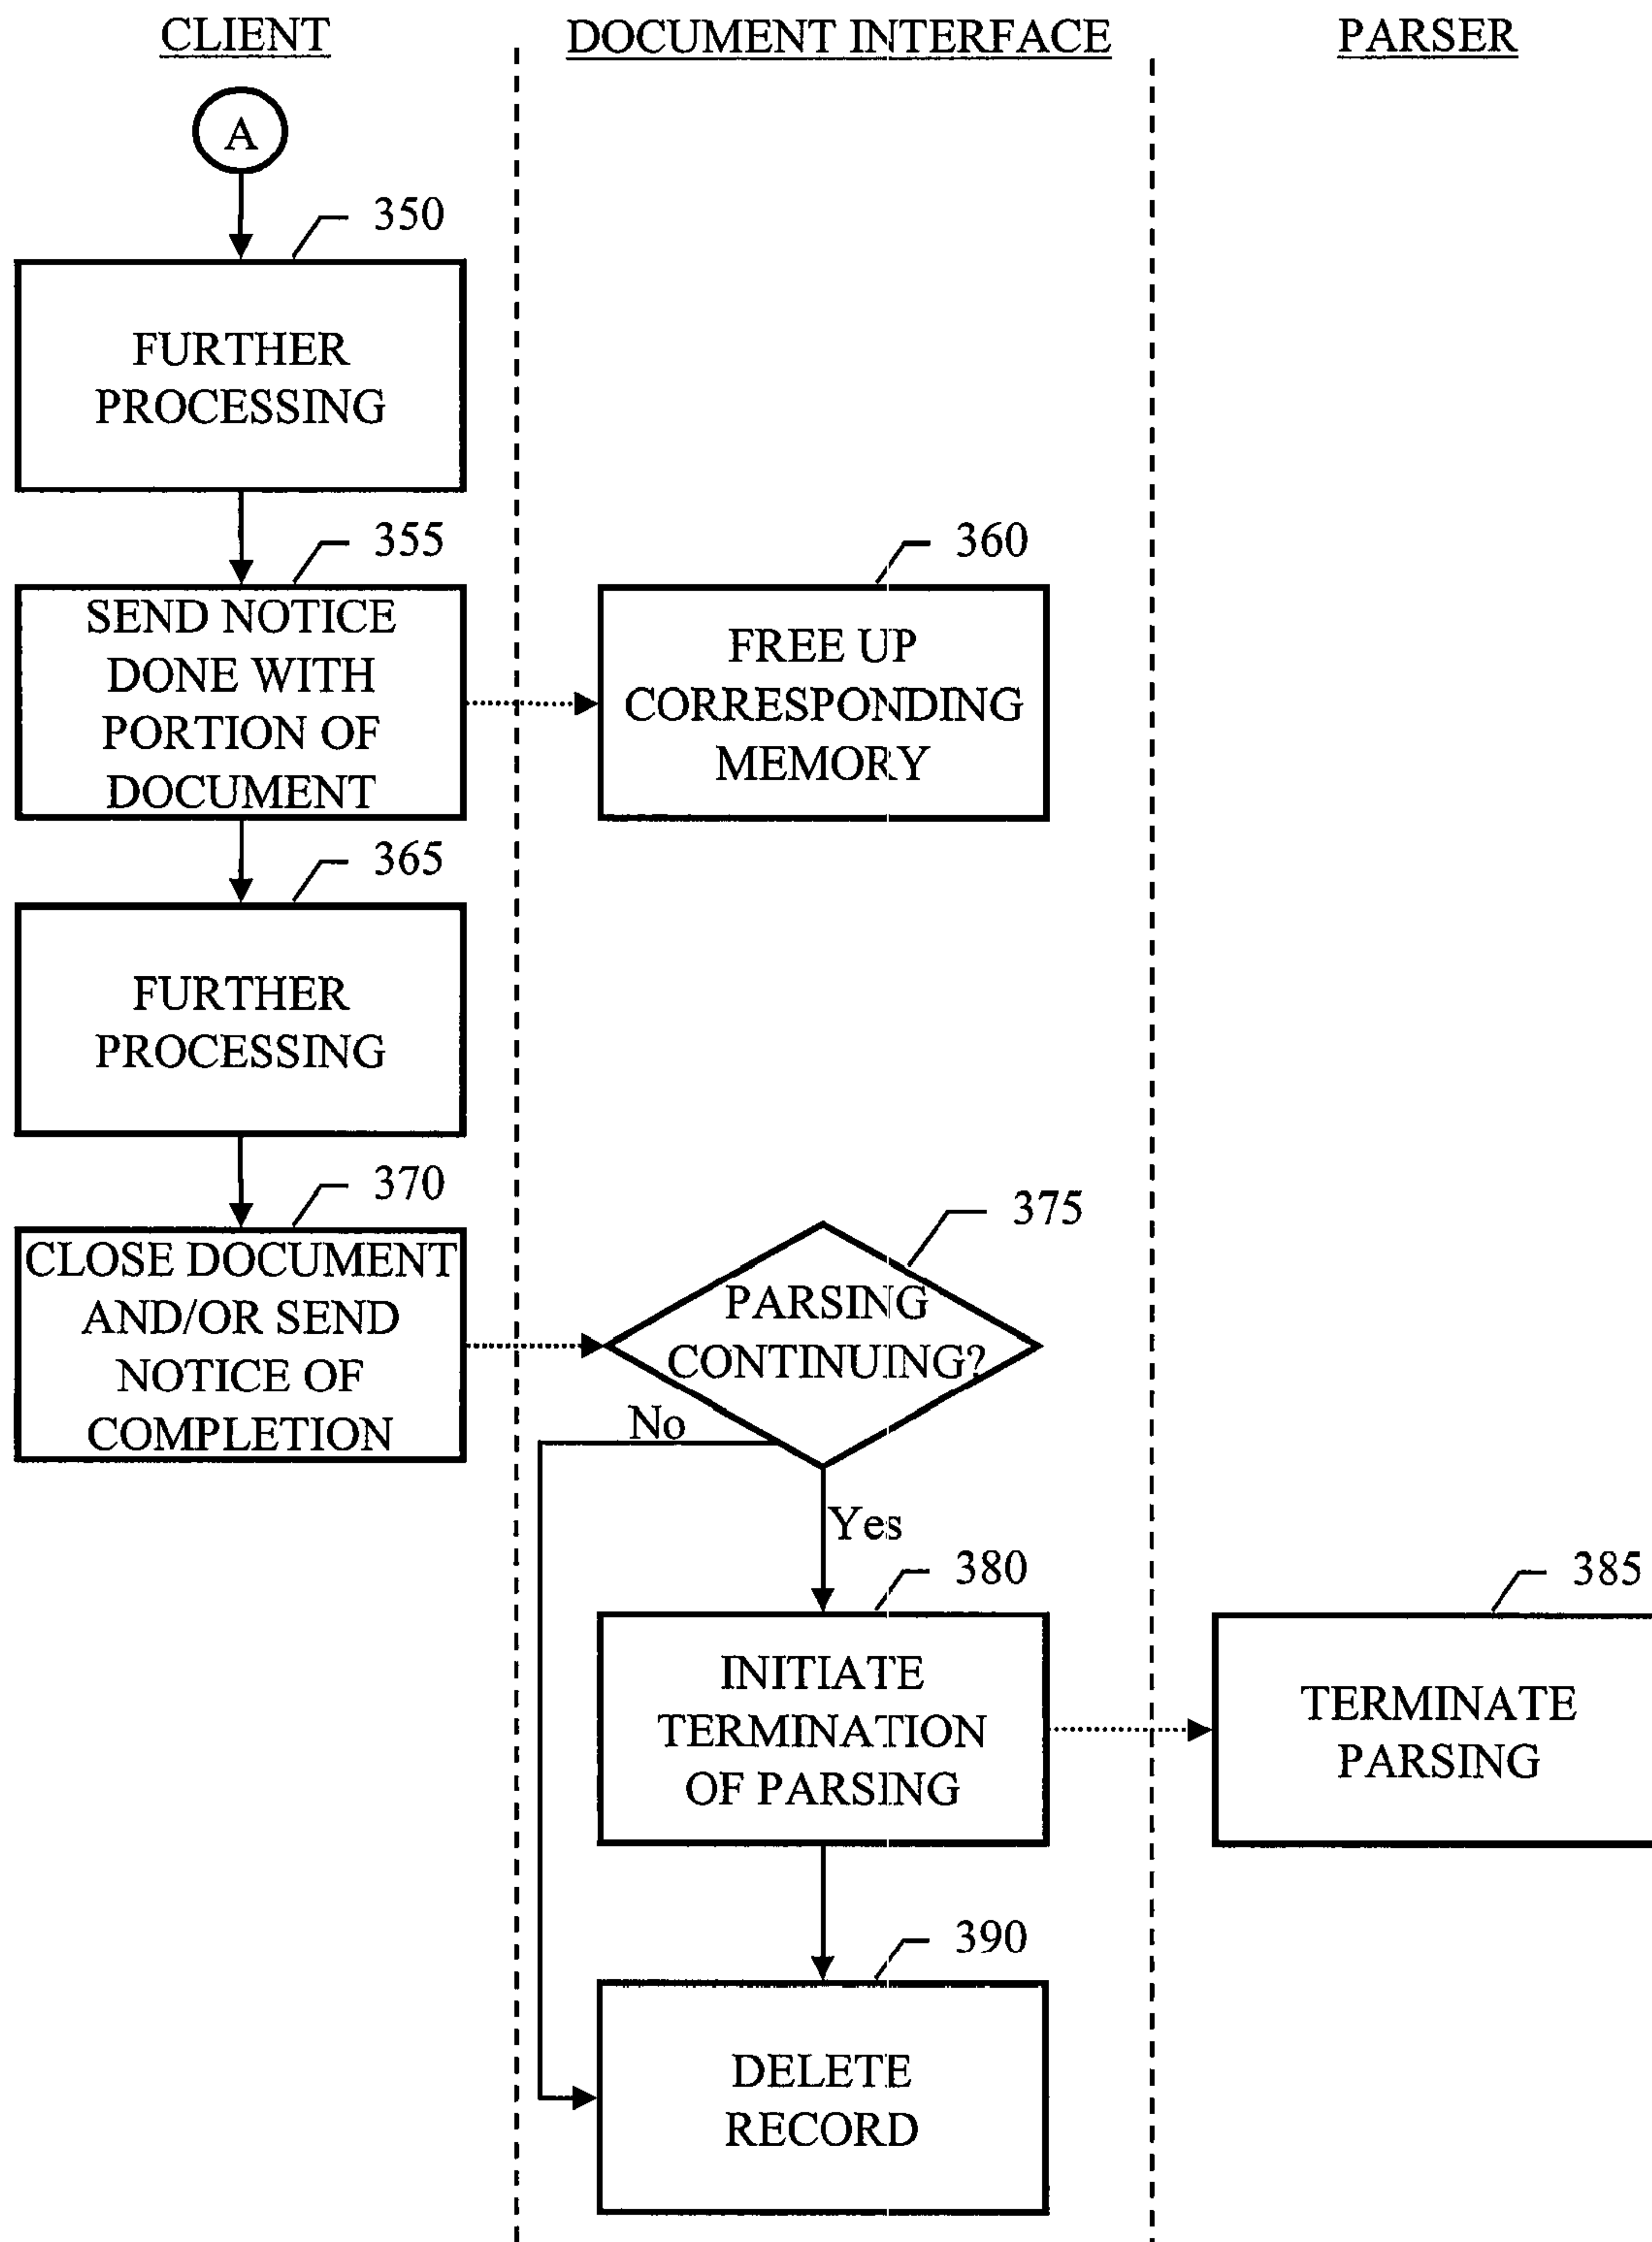 CLIENT
DOCUMENT INTERFACE
PARSER
A
350
FURTHER
PROCESSING
355
SEND NOTICE
DONE WITH
PORTION OF
DOCUMENT
360
FREE UP
CORRESPONDING
MEMORY
365
FURTHER
PROCESSING
370
CLOSE DOCUMENT
AND/OR SEND
NOTICE OF
COMPLETION
375
PARSING
CONTINUING?
No
Yes
380
INITIATE
TERMINATION
OF PARSING
385
TERMINATE
PARSING
390
DELETE
RECORD